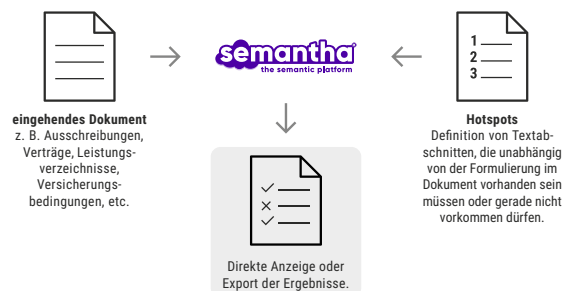 semantha
the semantic platform
1
2
3
eingehendes Dokument
z. B. Ausschreibungen,
Verträge, Leistungs-
verzeichnisse,
Versicherungs-
bedingungen, etc.
Hotspots
Definition von Textab-
schnitten, die unabhängig
von der Formulierung im
Dokument vorhanden sein
müssen oder gerade nicht
vorkommen dürfen.
Direkte Anzeige oder
Export der Ergebnisse.